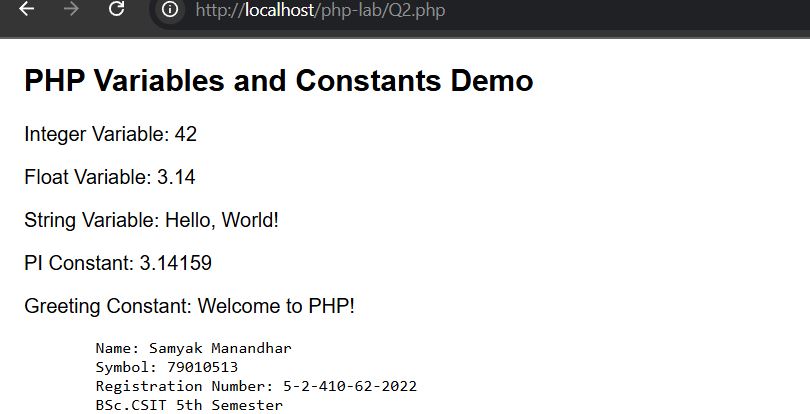 http://localhost/php-lab/Q2.php
PHP Variables and Constants Demo
Integer Variable: 42
Float Variable: 3.14
String Variable: Hello, World!
PI Constant: 3.14159
Greeting Constant: Welcome to PHP!
Name: Samyak Manandhar
Symbol: 79010513
Registration Number: 5-2-410-62-2022
BSc.CSIT 5th Semester